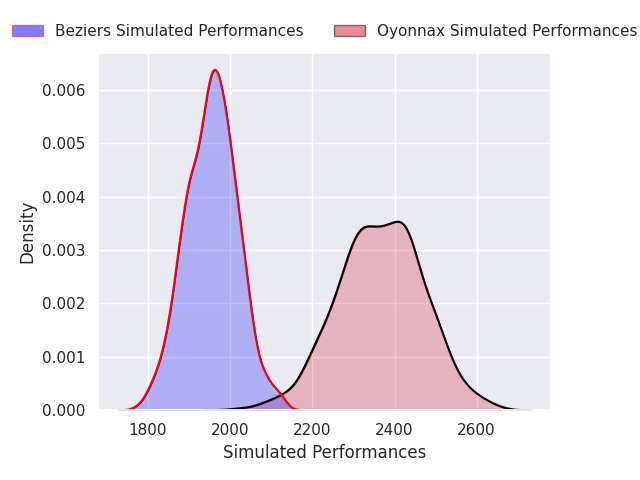 Beziers Simulated Performances Oyonnax Simulated Performances
0.006
0.005
0.004
0.003
0.002
0.001
0.000
Density
1800 2000 2200 2400 2600
Simulated Performances